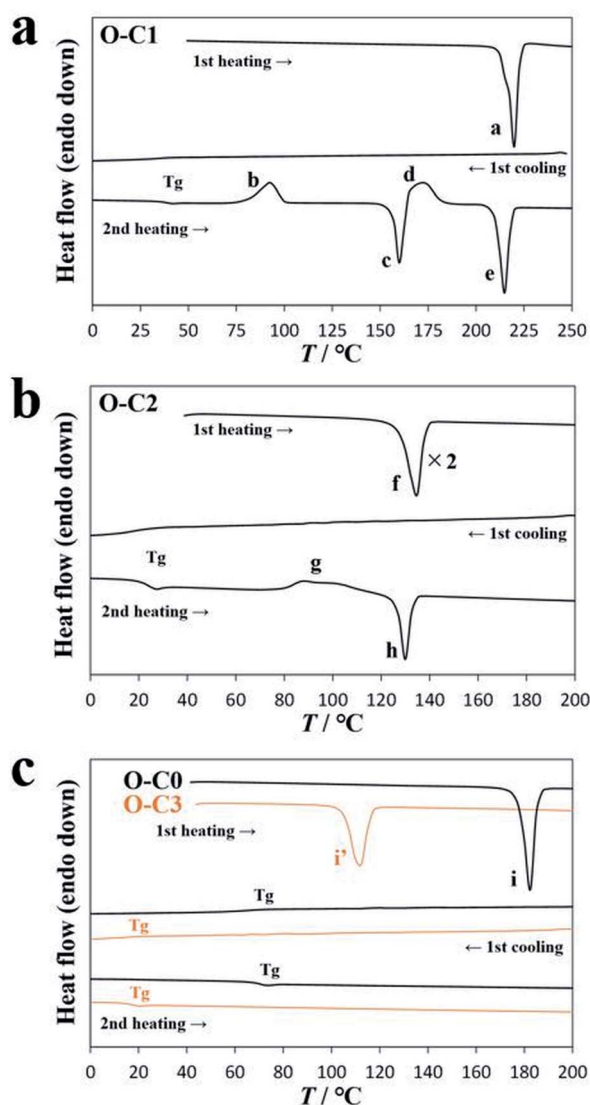 a
O-C1
1st heating →
a
← 1st cooling
Tg
b
d
2nd heating →
c
e
Heat flow (endo down)
0 25 50 75 100 125 150 175 200 225 250
T / °C
b
O-C2
1st heating →
f
×2
← 1st cooling
Tg
g
2nd heating →
h
Heat flow (endo down)
0 20 40 60 80 100 120 140 160 180 200
T / °C
c
O-C0
O-C3
1st heating →
i’
i
Tg
Tg
← 1st cooling
Tg
Tg
2nd heating →
Heat flow (endo down)
0 20 40 60 80 100 120 140 160 180 200
T / °C